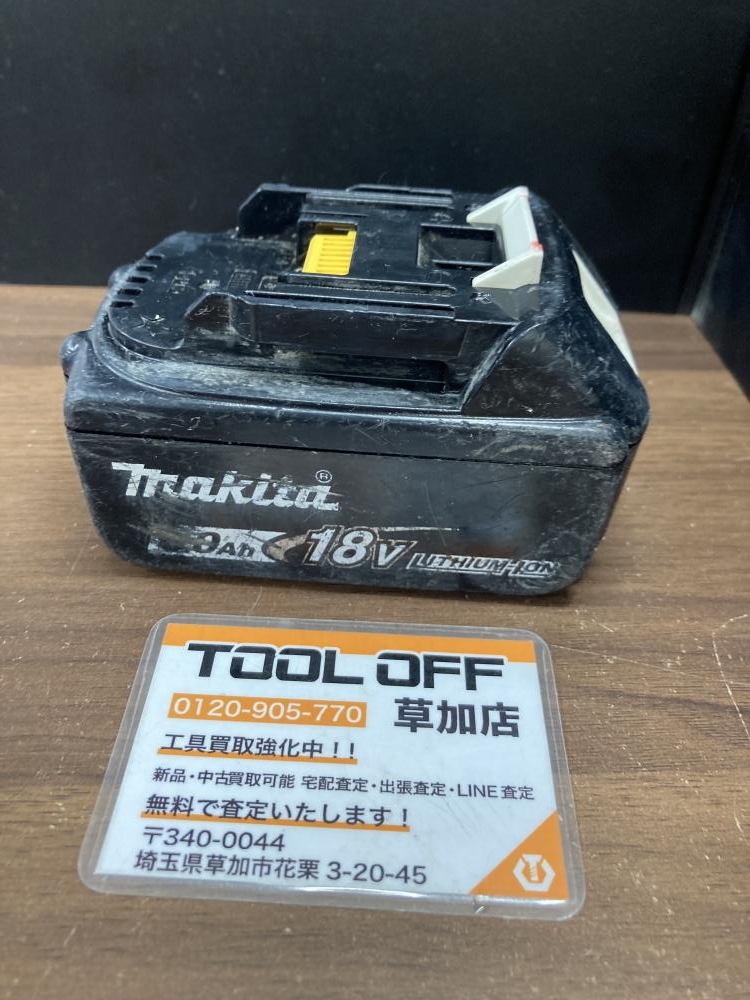 makita®
Ah 18V LITHIUM-ION
TOOL OFF
0120-905-770 草加店
工具買取強化中!!
新品・中古買取可能 宅配査定・出張査定・LINE査定
無料で査定いたします!
〒340-0044
埼玉県草加市花栗 3-20-45